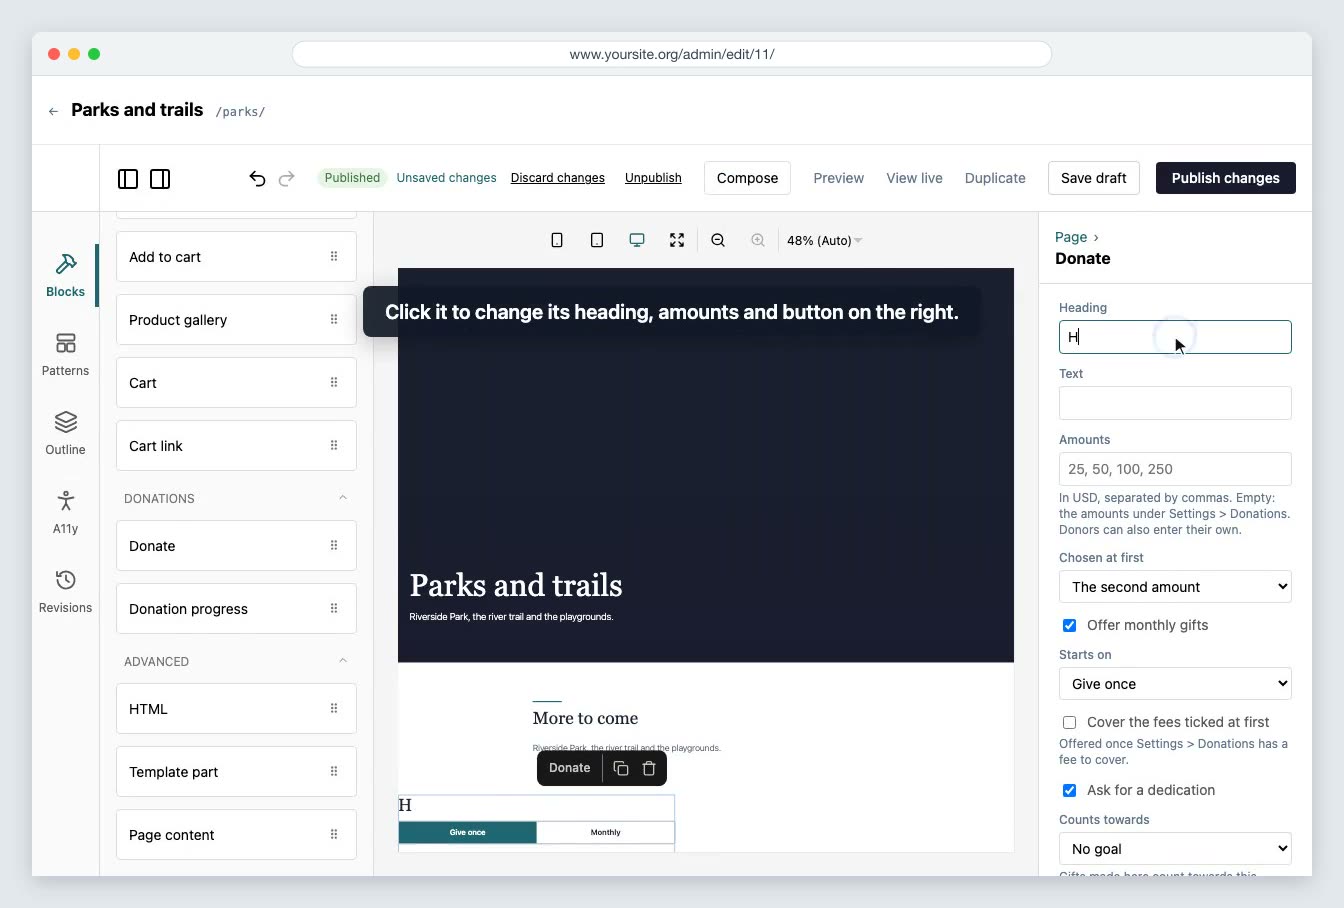 www.yoursite.org/admin/edit/11/
← Parks and trails /parks/
Published Unsaved changes Discard changes Unpublish Compose Preview View live Duplicate Save draft Publish changes
Blocks
Patterns
Outline
A11y
Revisions
Add to cart
Product gallery
Cart
Cart link
DONATIONS
Donate
Donation progress
ADVANCED
HTML
Template part
Page content
48% (Auto)
Click it to change its heading, amounts and button on the right.
Parks and trails
Riverside Park, the river trail and the playgrounds.
More to come
Riverside Park, the river trail and the playgrounds.
Donate
H
Give once Monthly
Page ›
Donate
Heading
H
Text
Amounts
25, 50, 100, 250
In USD, separated by commas. Empty:
the amounts under Settings > Donations.
Donors can also enter their own.
Chosen at first
The second amount
Offer monthly gifts
Starts on
Give once
Cover the fees ticked at first
Offered once Settings > Donations has a
fee to cover.
Ask for a dedication
Counts towards
No goal
Gifts made here count towards this